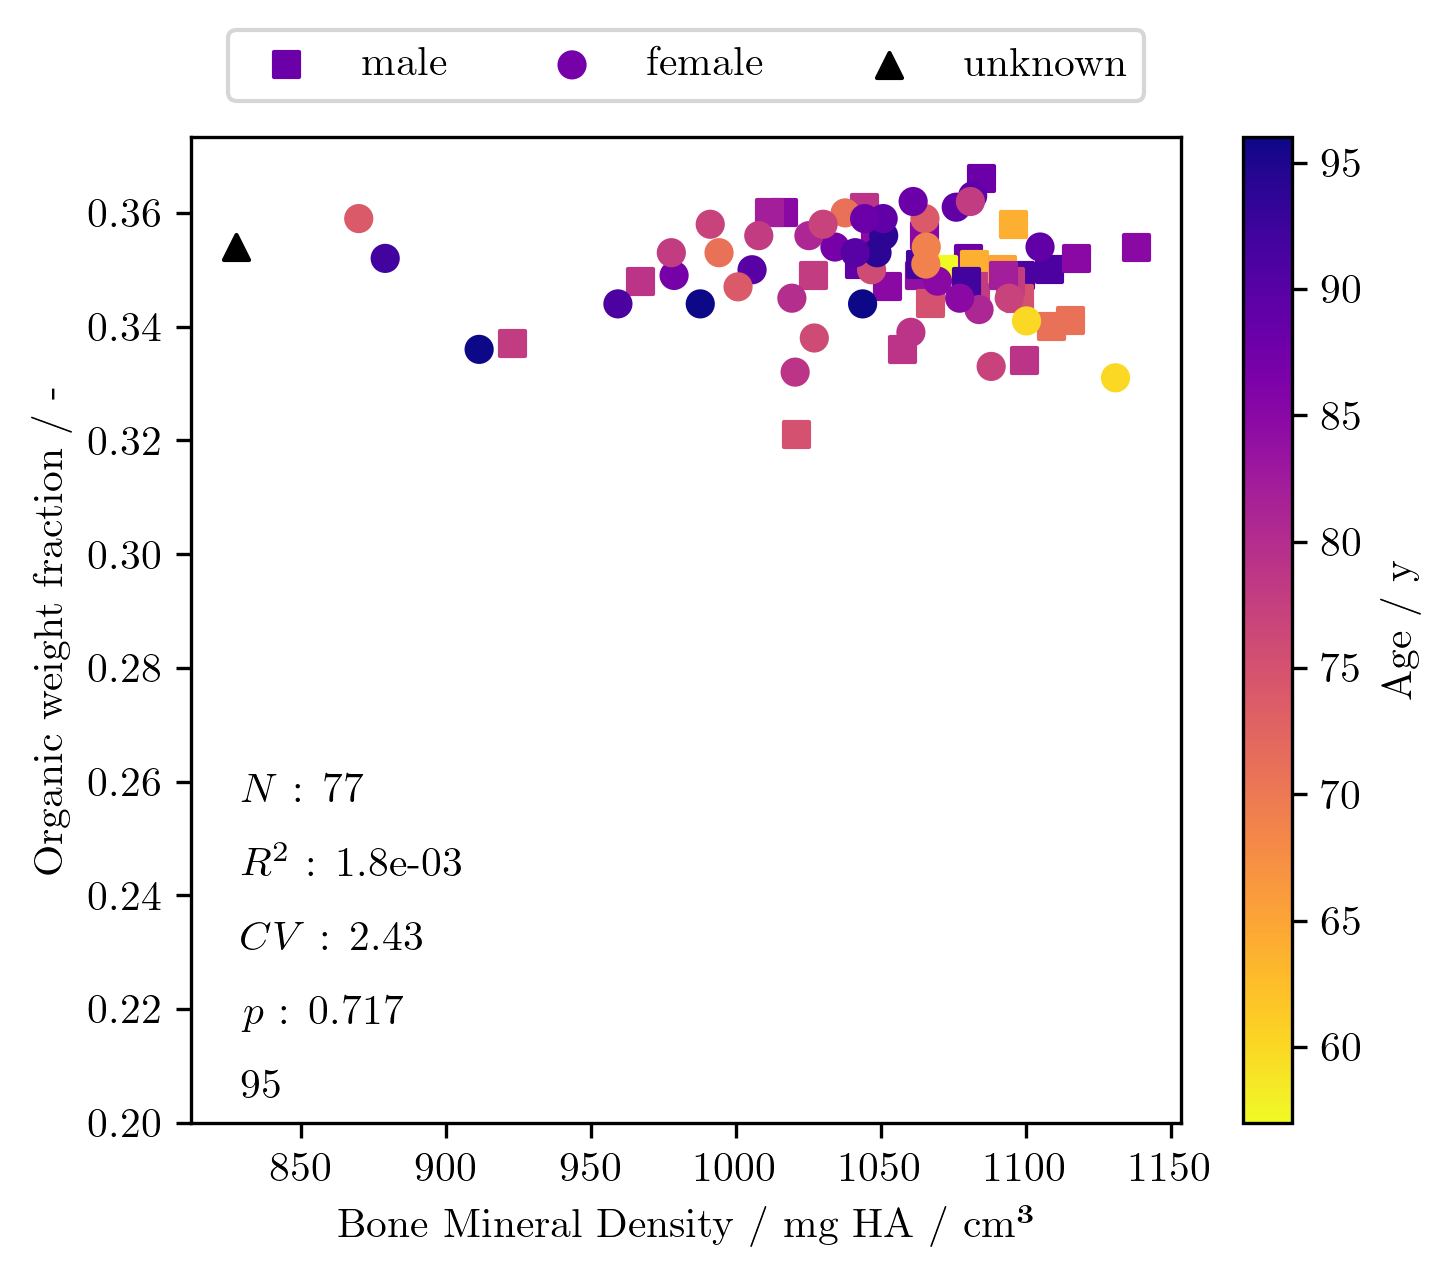 male female unknown
0.36
0.34
0.32
0.30
0.28
0.26
0.24
0.22
0.20
Organic weight fraction / -
N : 77
R² : 1.8e-03
CV : 2.43
p : 0.717
95
850 900 950 1000 1050 1100 1150
Bone Mineral Density / mg HA / cm³
95
90
85
80
75
70
65
60
Age / y